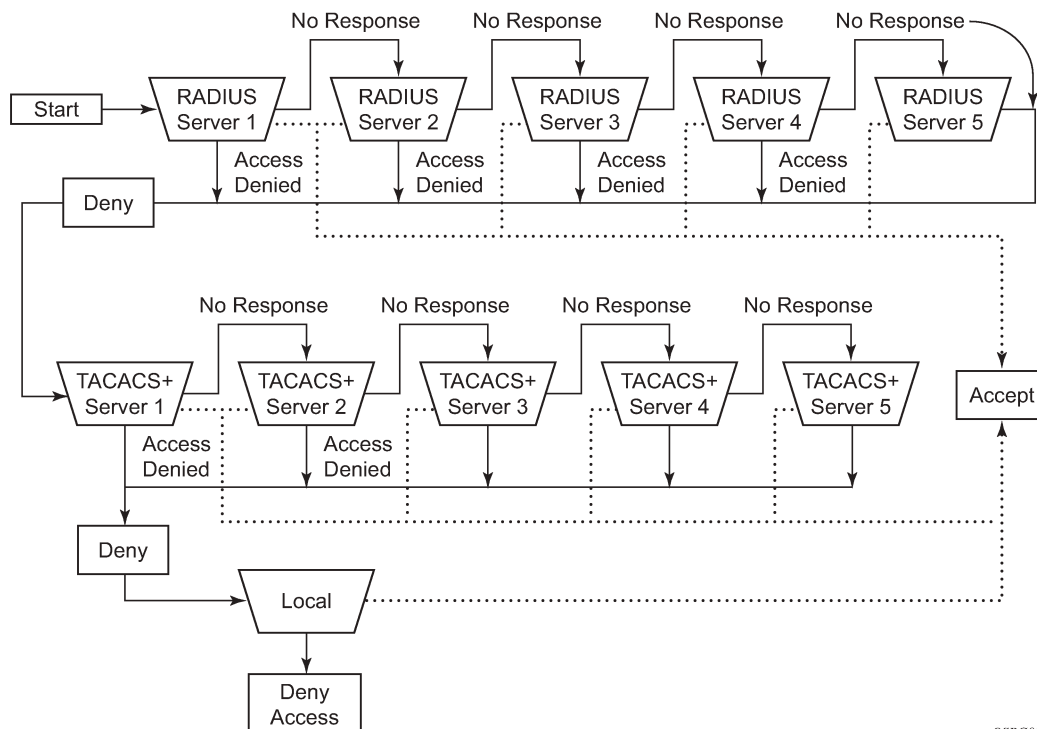 No Response
No Response
No Response
No Response
No Response
Start
RADIUS
Server 1
RADIUS
Server 2
RADIUS
Server 3
RADIUS
Server 4
RADIUS
Server 5
Access
Denied
Access
Denied
Access
Denied
Access
Denied
Deny
No Response
No Response
No Response
No Response
TACACS+
Server 1
TACACS+
Server 2
TACACS+
Server 3
TACACS+
Server 4
TACACS+
Server 5
Accept
Access
Denied
Access
Denied
Deny
Local
Deny
Access